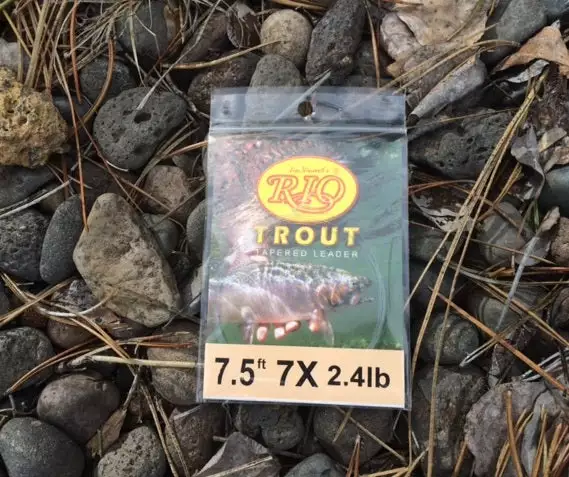 RIO
TROUT
TAPERED LEADER
7.5ft 7X 2.4lb